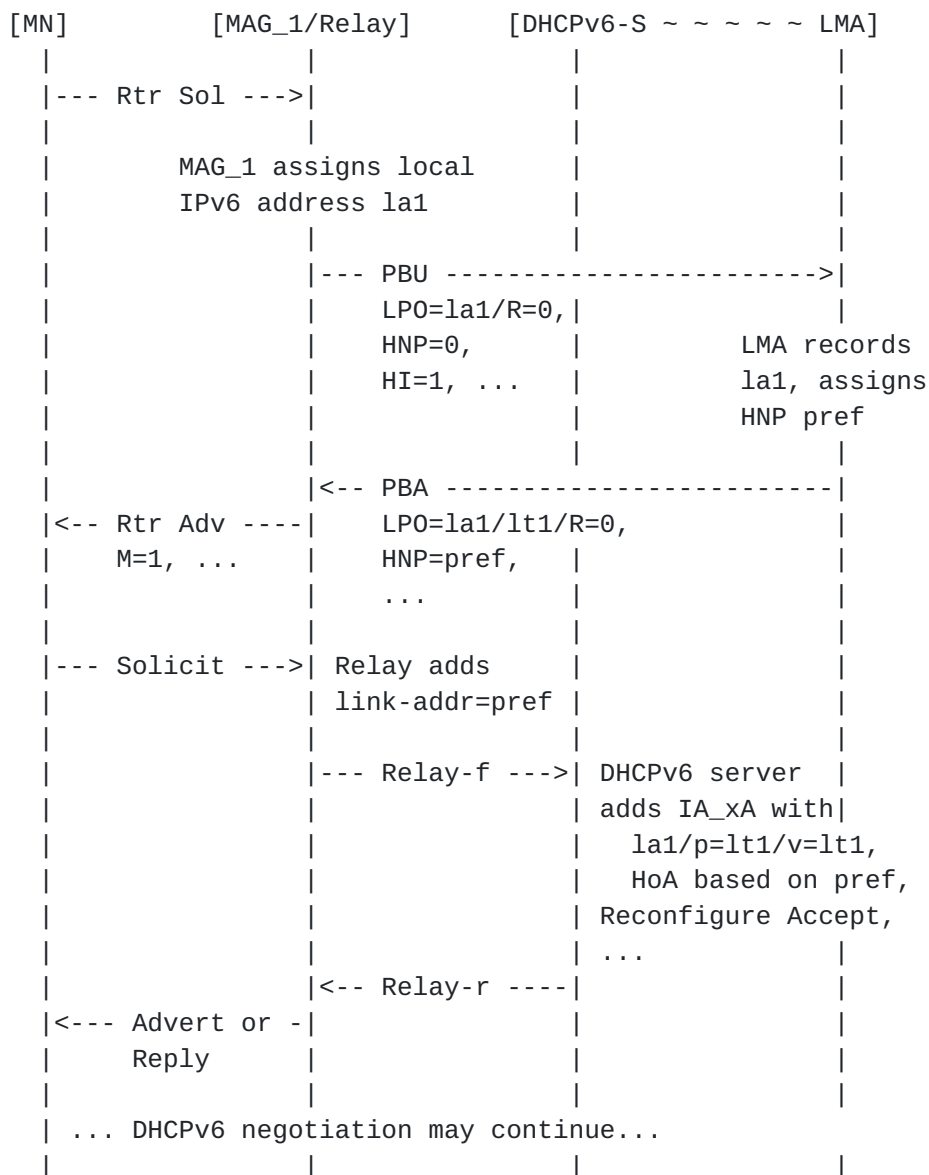 [MN]         [MAG_1/Relay]      [DHCPv6-S ~ ~ ~ ~ ~ LMA]
  |                |                |                |
  |--- Rtr Sol --->|                |                |
  |                |                |                |
  |        MAG_1 assigns local      |                |
  |        IPv6 address la1         |                |
  |                |                |                |
  |                |--- PBU ------------------------>|
  |                |    LPO=la1/R=0,|                |
  |                |    HNP=0,      |          LMA records
  |                |    HI=1, ...   |          la1, assigns
  |                |                |          HNP pref
  |                |                |                |
  |                |<-- PBA -------------------------|
  |<-- Rtr Adv ----|    LPO=la1/lt1/R=0,             |
  |    M=1, ...    |    HNP=pref,   |                |
  |                |    ...         |                |
  |                |                |                |
  |--- Solicit --->| Relay adds     |                |
  |                | link-addr=pref |                |
  |                |                |                |
  |                |--- Relay-f --->| DHCPv6 server  |
  |                |                | adds IA_xA with|
  |                |                |   la1/p=lt1/v=lt1,
  |                |                |   HoA based on pref,
  |                |                | Reconfigure Accept,
  |                |                | ...            |
  |                |<-- Relay-r ----|                |
  |<--- Advert or -|                |                |
  |     Reply      |                |                |
  |                |                |                |
  | ... DHCPv6 negotiation may continue...
  |                |                |                |